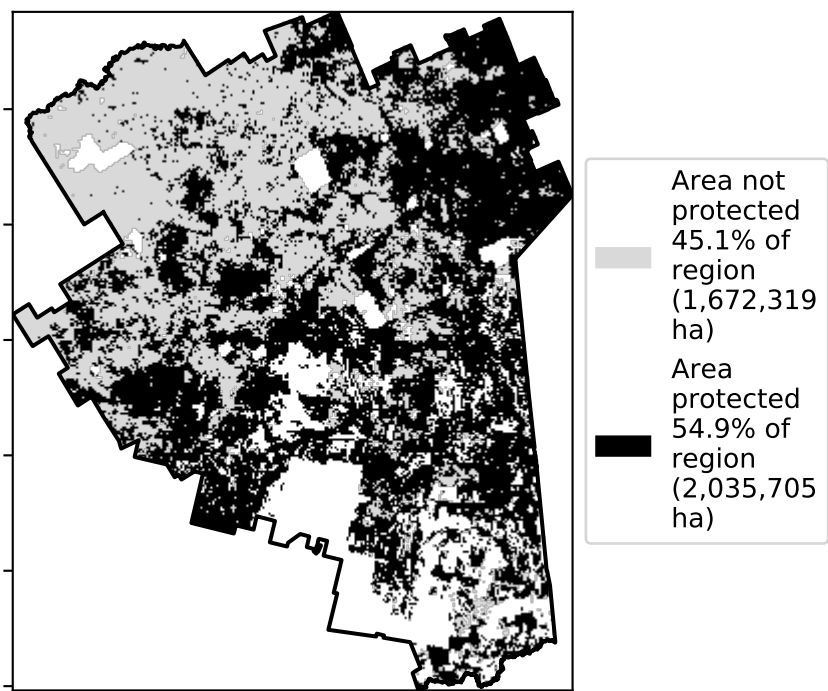 Area not
protected
45.1% of
region
(1,672,319
ha)
Area
protected
54.9% of
region
(2,035,705
ha)